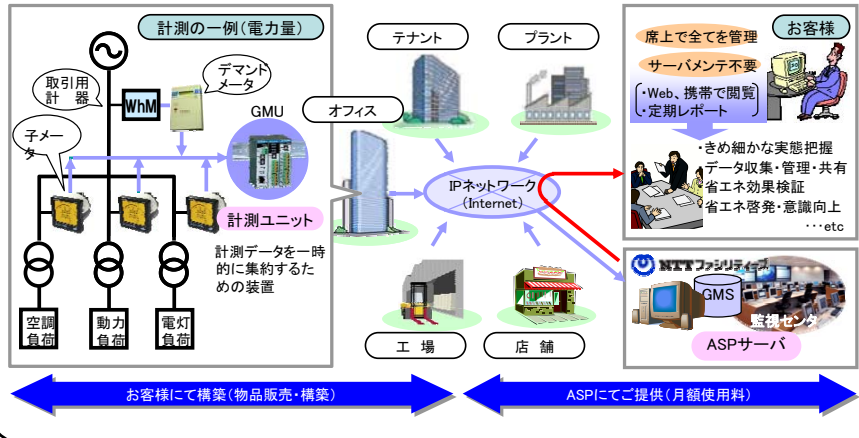 計測の一例(電力量)
取引用
計 器
WhM
デマンド
メータ
GMU
子メー
タ
計測ユニット
計測データを一時
的に集約するた
めの装置
空調
負荷
動力
負荷
電灯
負荷
テナント
プラント
オフィス
IPネットワーク
(Internet)
工 場
店 舗
お客様
席上で全てを管理
サーバメンテ不要
・Web、携帯で閲覧
・定期レポート
・きめ細かな実態把握
・データ収集・管理・共有
・省エネ効果検証
・省エネ啓発・意識向上
・・・etc
NTTファシリティーズ
GMS
監視センタ
ASPサーバ
お客様にて構築(物品販売・構築)
ASPにてご提供(月額使用料)